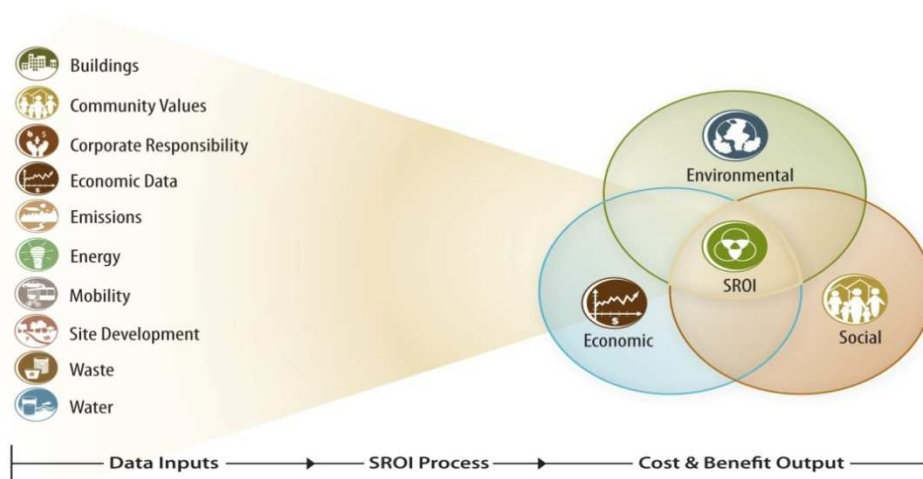 Buildings
Community Values
Corporate Responsibility
Economic Data
Emissions
Energy
Mobility
Site Development
Waste
Water
Environmental
SROI
Economic
Social
Data Inputs
SROI Process
Cost & Benefit Output